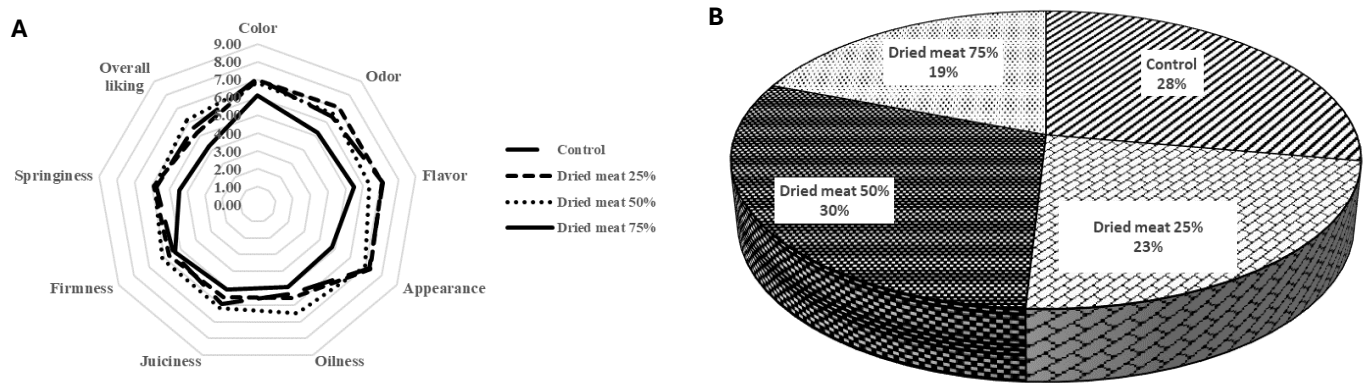 A
Color
9.00
8.00
7.00
6.00
5.00
4.00
3.00
2.00
1.00
0.00
Odor
Flavor
Appearance
Oilness
Juiciness
Firmness
Springiness
Overall
liking
Control
Dried meat 25%
Dried meat 50%
Dried meat 75%
B
Dried meat 75%
19%
Control
28%
Dried meat 50%
30%
Dried meat 25%
23%